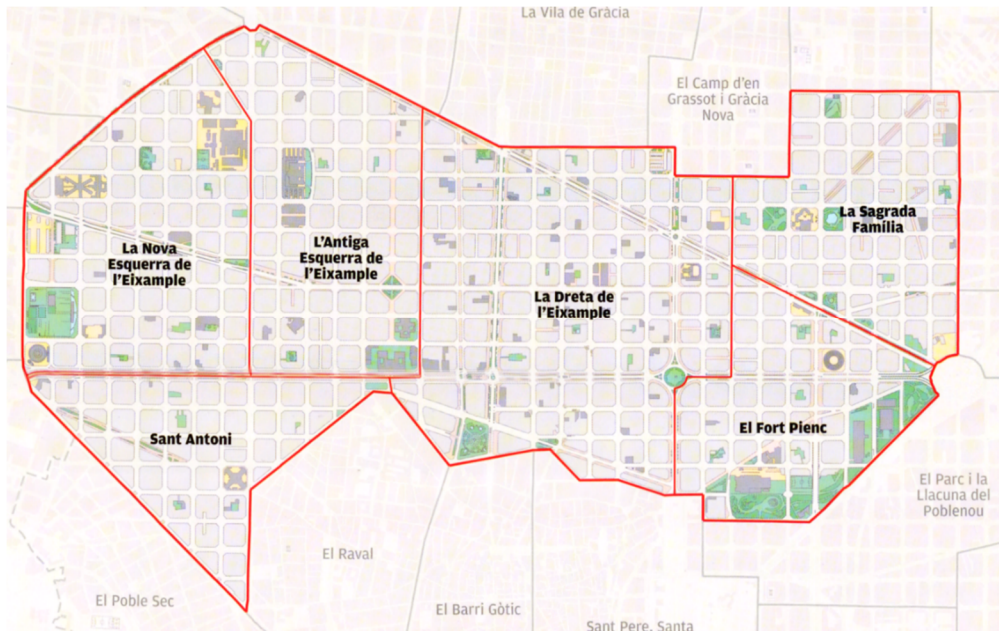 La Vila de Gràcia
El Camp d'en
Grassot i Gràcia
Nova
La Sagrada
Família
La Nova
Esquerra de
l'Eixample
L'Antiga
Esquerra de
l'Eixample
La Dreta de
l'Eixample
Sant Antoni
El Fort Pienc
El Parc i la
Llacuna del
Poblenou
El Raval
El Poble Sec
El Barri Gòtic
Sant Pere, Santa